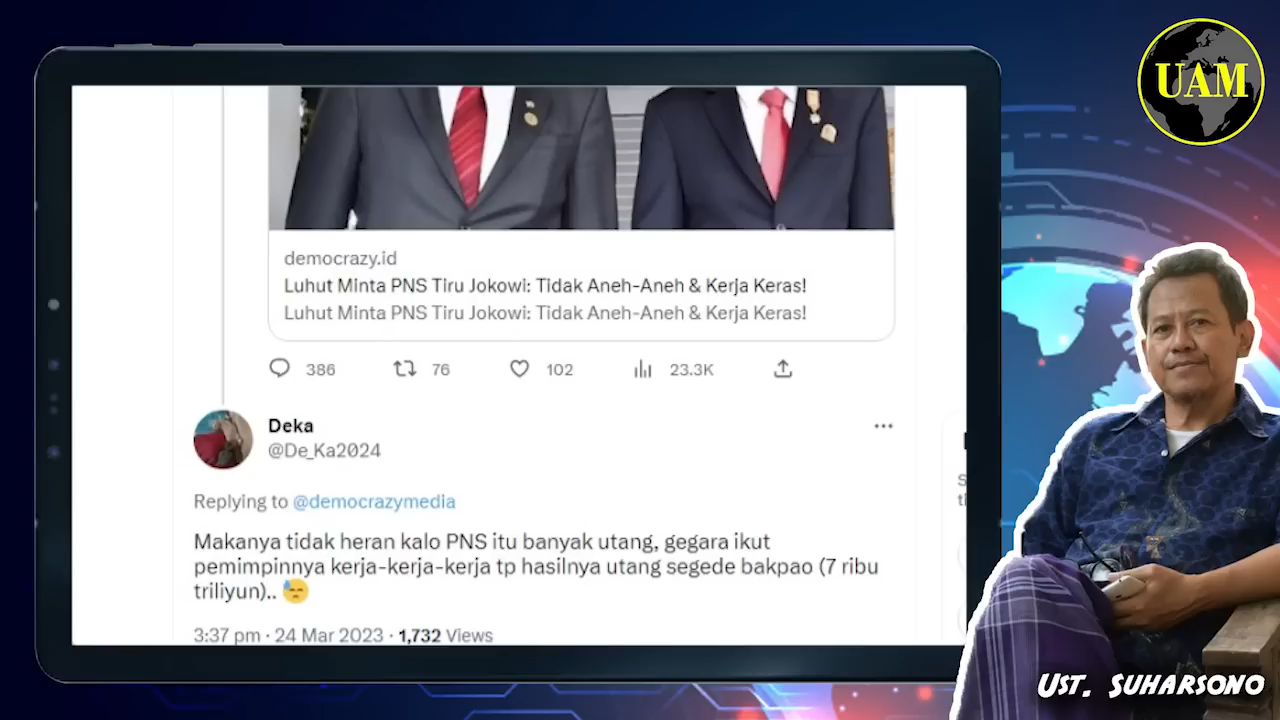 UAM
democrazy.id
Luhut Minta PNS Tiru Jokowi: Tidak Aneh-Aneh & Kerja Keras!
Luhut Minta PNS Tiru Jokowi: Tidak Aneh-Aneh & Kerja Keras!
386 76 102 23.3K
Deka
@De_Ka2024
Replying to @democrazymedia
Makanya tidak heran kalo PNS itu banyak utang, gegara ikut
pemimpinnya kerja-kerja-kerja tp hasilnya utang segede bakpao (7 ribu
triliyun)..
3:37 pm · 24 Mar 2023 · 1,732 Views
UST. SUHARSONO